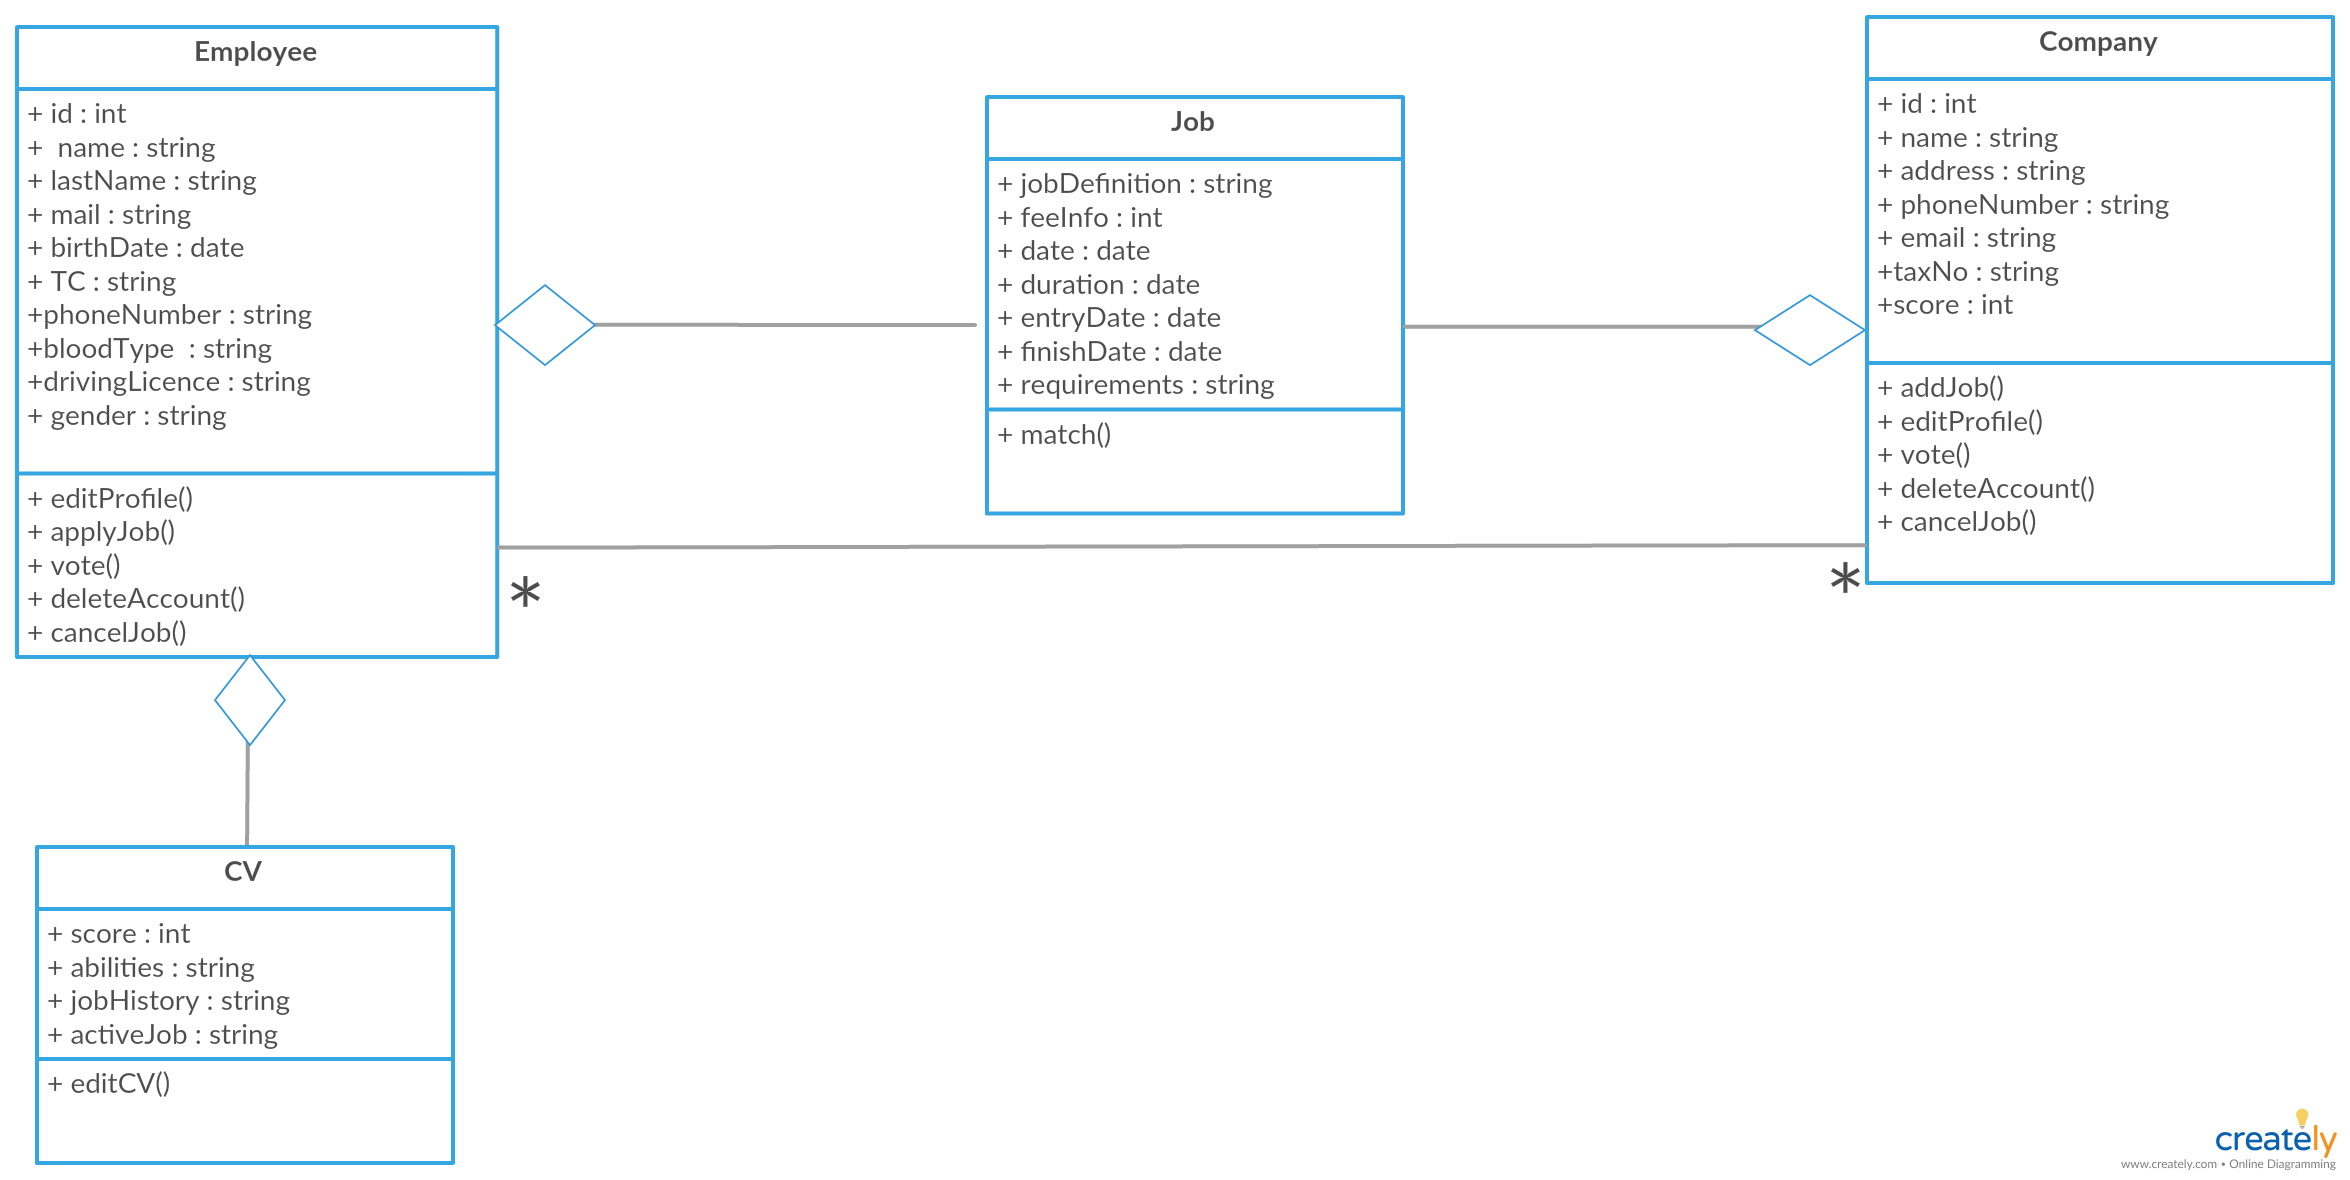 Employee
+ id : int
+  name : string
+ lastName : string
+ mail : string
+ birthDate : date
+ TC : string
+phoneNumber : string
+bloodType  : string
+drivingLicence : string
+ gender : string
+ editProfile()
+ applyJob()
+ vote()
+ deleteAccount()
+ cancelJob()
*
Job
+ jobDefinition : string
+ feeInfo : int
+ date : date
+ duration : date
+ entryDate : date
+ finishDate : date
+ requirements : string
+ match()
Company
+ id : int
+ name : string
+ address : string
+ phoneNumber : string
+ email : string
+taxNo : string
+score : int
+ addJob()
+ editProfile()
+ vote()
+ deleteAccount()
+ cancelJob()
*
CV
+ score : int
+ abilities : string
+ jobHistory : string
+ activeJob : string
+ editCV()
creately
www.creately.com • Online Diagramming